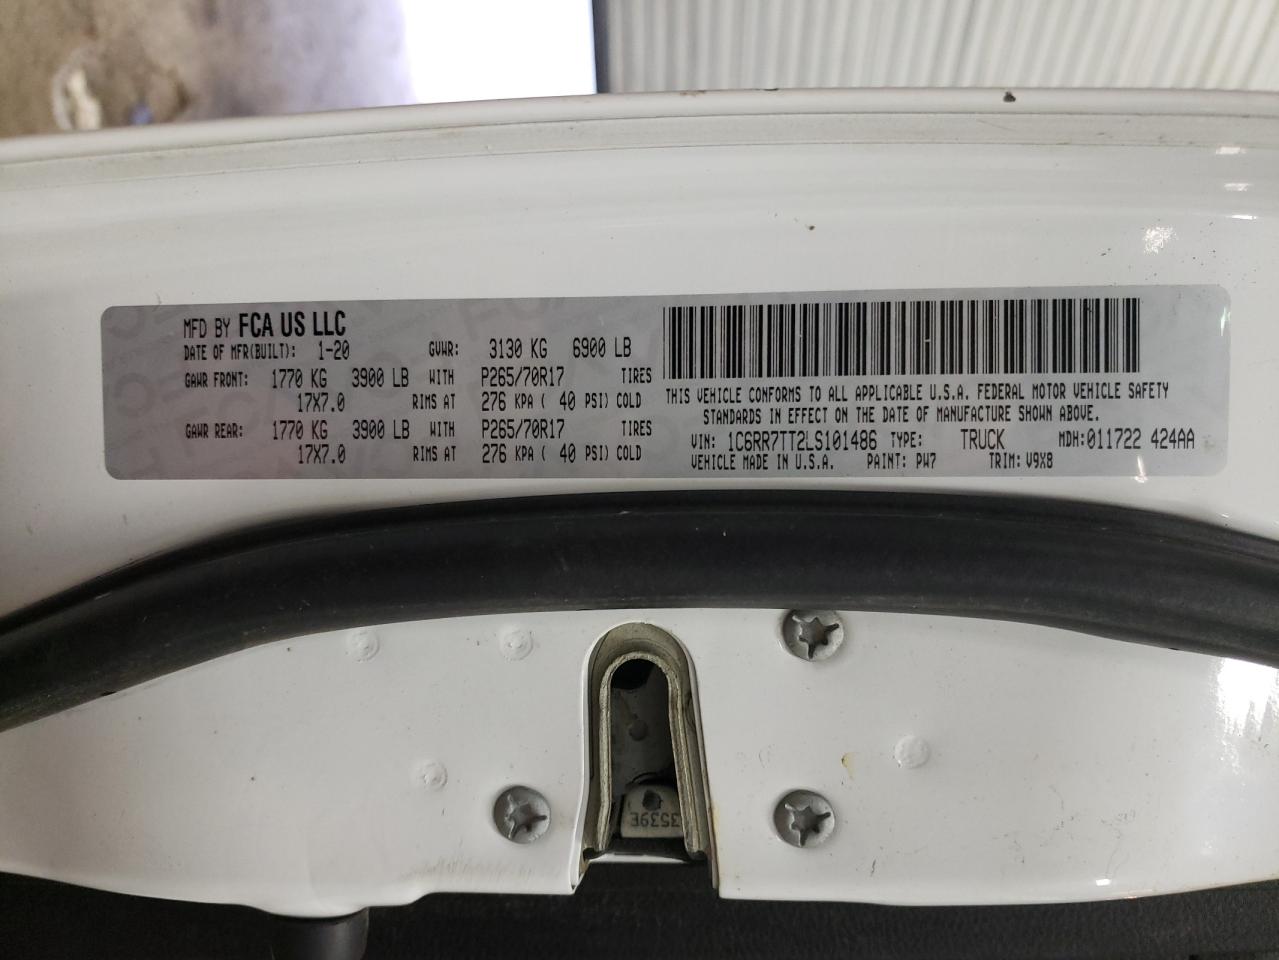 MFD BY FCA US LLC
DATE OF MFR(BUILT): 1-20 GVWR: 3130 KG 6900 LB
GAWR FRONT: 1770 KG 3900 LB WITH P265/70R17 TIRES
17X7.0 RIMS AT 276 KPA ( 40 PSI) COLD
GAWR REAR: 1770 KG 3900 LB WITH P265/70R17 TIRES
17X7.0 RIMS AT 276 KPA ( 40 PSI) COLD
THIS VEHICLE CONFORMS TO ALL APPLICABLE U.S.A. FEDERAL MOTOR VEHICLE SAFETY
STANDARDS IN EFFECT ON THE DATE OF MANUFACTURE SHOWN ABOVE.
VIN: 1C6RR7TT2LS101486 TYPE: TRUCK MDH:011722 424AA
VEHICLE MADE IN U.S.A. PAINT: PW7 TRIM: V9X8
3539E